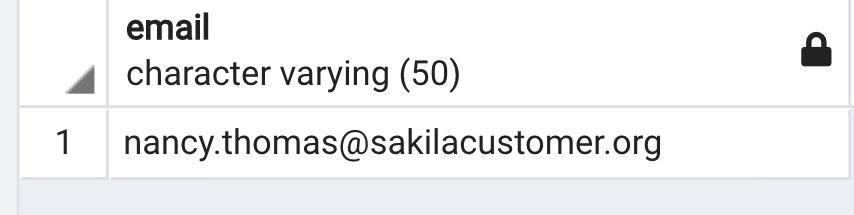 email
character varying (50)
1 nancy.thomas@sakilacustomer.org